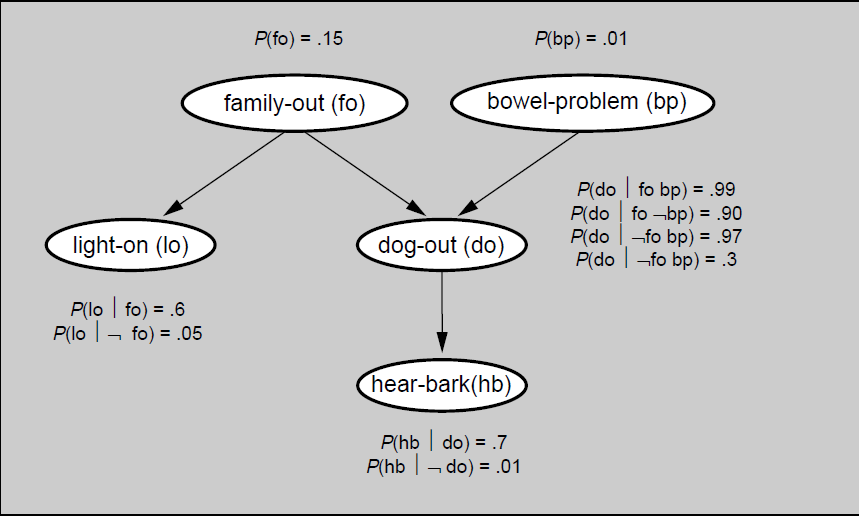 P(fo) = .15
P(bp) = .01
family-out (fo)
bowel-problem (bp)
P(do | fo bp) = .99
P(do | fo ¬bp) = .90
P(do | ¬fo bp) = .97
P(do | ¬fo bp) = .3
light-on (lo)
dog-out (do)
P(lo | fo) = .6
P(lo | ¬ fo) = .05
hear-bark(hb)
P(hb | do) = .7
P(hb | ¬ do) = .01